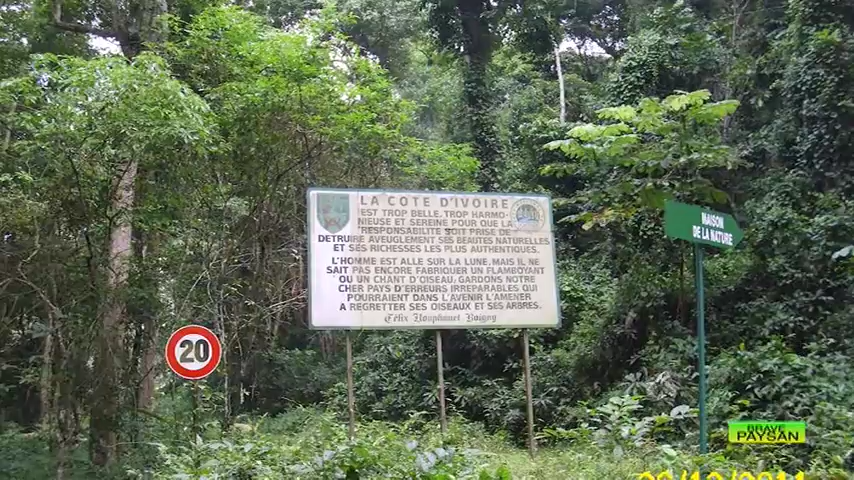 LA COTE D'IVOIRE
EST TROP BELLE, TROP HARMO-
NIEUSE ET SEREINE POUR QUE LA
RESPONSABILITE SOIT PRISE DE
DETRUIRE AVEUGLEMENT SES BEAUTES NATURELLES
ET SES RICHESSES LES PLUS AUTHENTIQUES.
L'HOMME EST ALLE SUR LA LUNE, MAIS IL NE
SAIT PAS ENCORE FABRIQUER UN FLAMBOYANT
OU UN CHANT D'OISEAU: GARDONS NOTRE
CHER PAYS D'ERREURS IRREPARABLES QUI
POURRAIENT DANS L'AVENIR L'AMENER
A REGRETTER SES OISEAUX ET SES ARBRES.
Félix Houphouet Boigny
MAISON
DE LA NATURE
20
BRAVE
PAYSAN